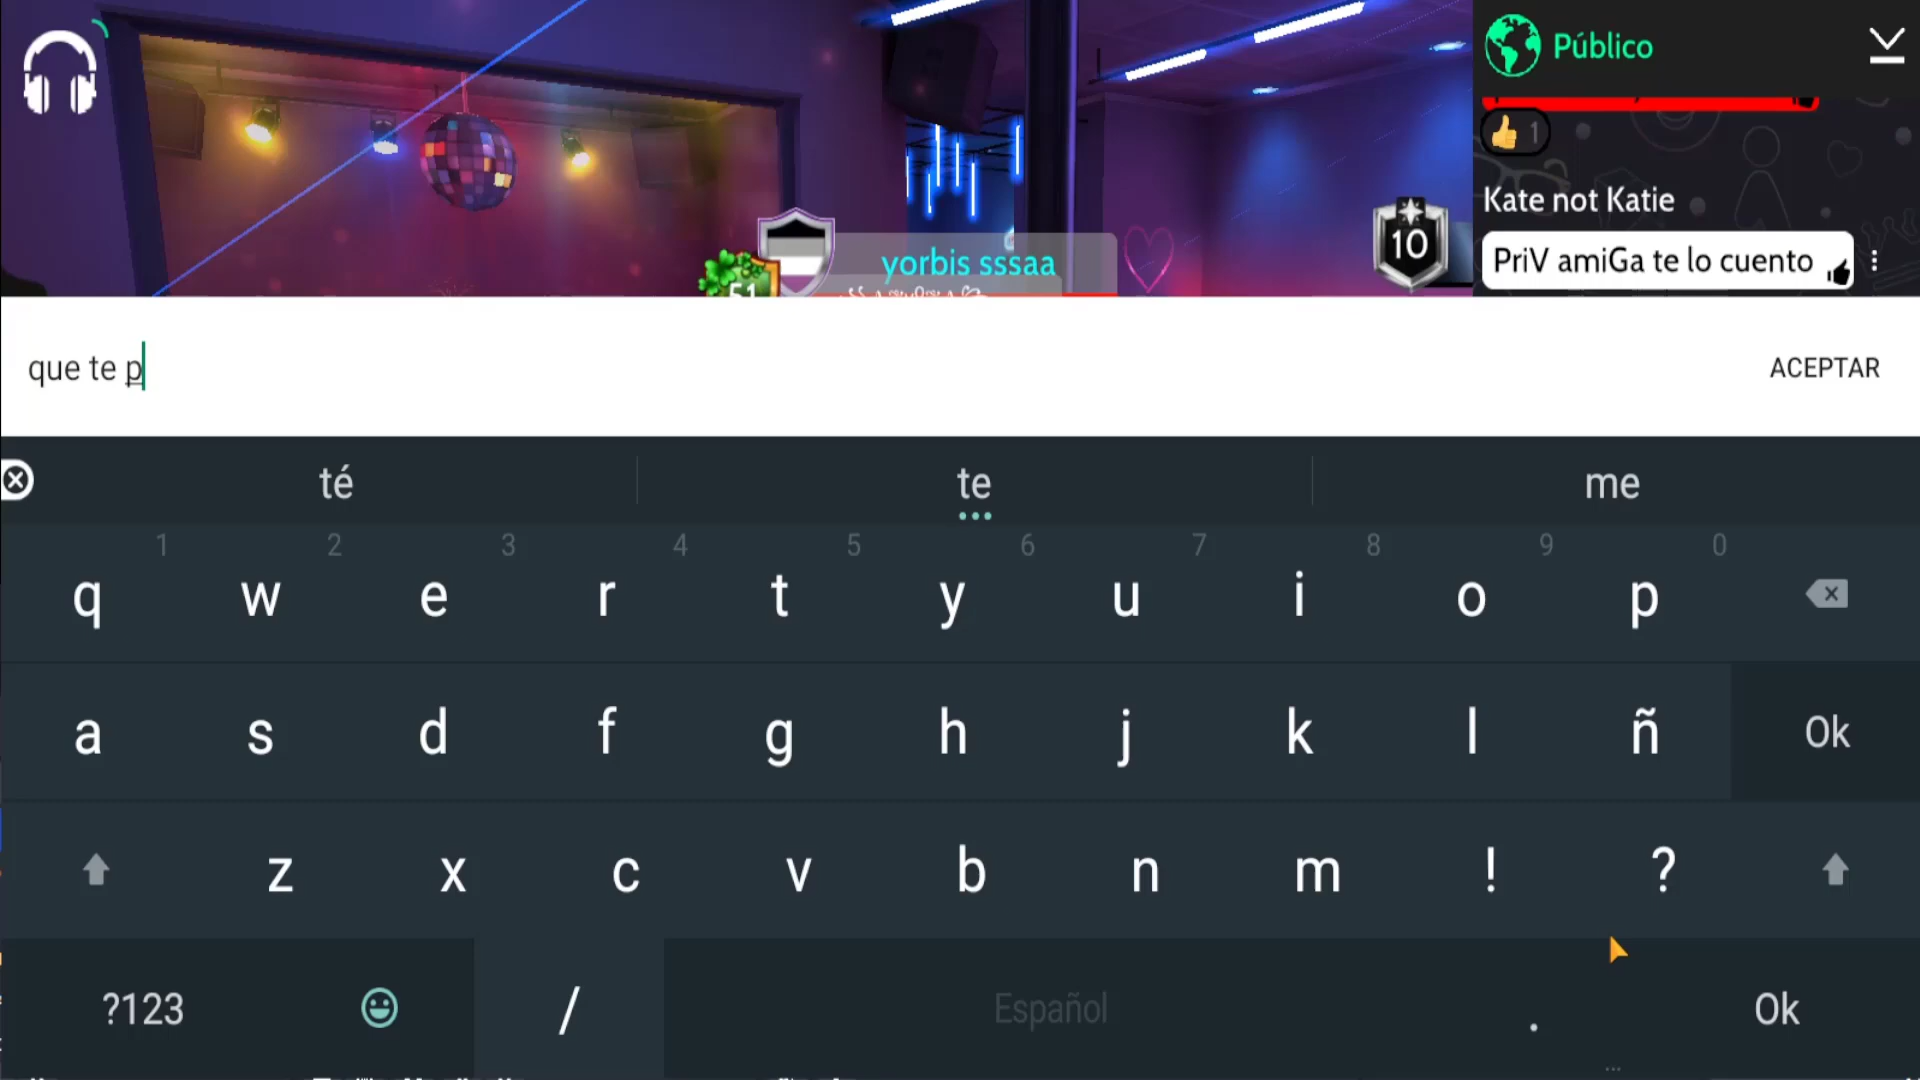 Público
1
Kate not Katie
PriV amiGa te lo cuento
10
yorbis sssaa
51
que te p
ACEPTAR
té te me
1 2 3 4 5 6 7 8 9 0
q w e r t y u i o p
a s d f g h j k l ñ Ok
z x c v b n m ! ?
?123 / Español . Ok